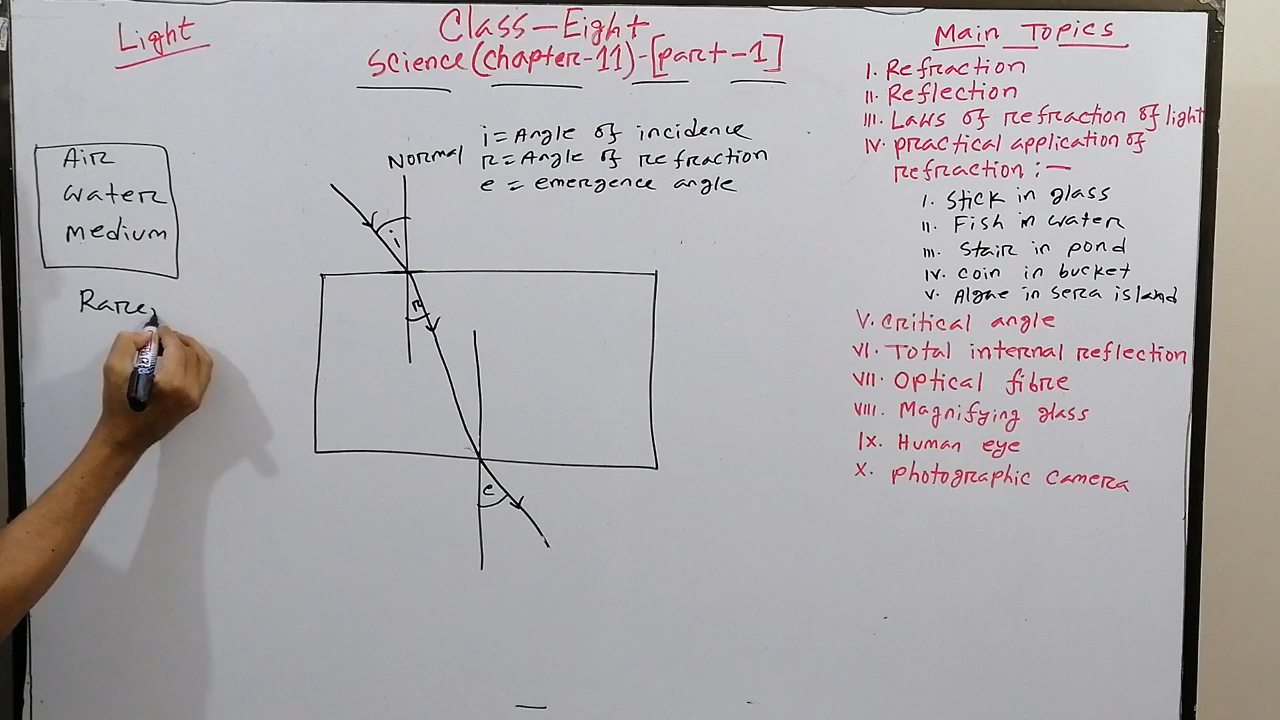 Light
Class-Eight
Science (chapter-11)-[part-1]
Air
water
medium
Rare
NORMAL
i = Angle of incidence
r = Angle of refraction
e = emergence angle
i
r
e
Main Topics
I. Refraction
II. Reflection
III. Laws of refraction of light
IV. practical application of
refraction :-
I. Stick in glass
II. Fish in water
III. Stair in pond
IV. coin in bucket
V. Algae in sera island
V. Critical angle
VI. Total internal reflection
VII. Optical fibre
VIII. Magnifying glass
IX. Human eye
X. photographic camera